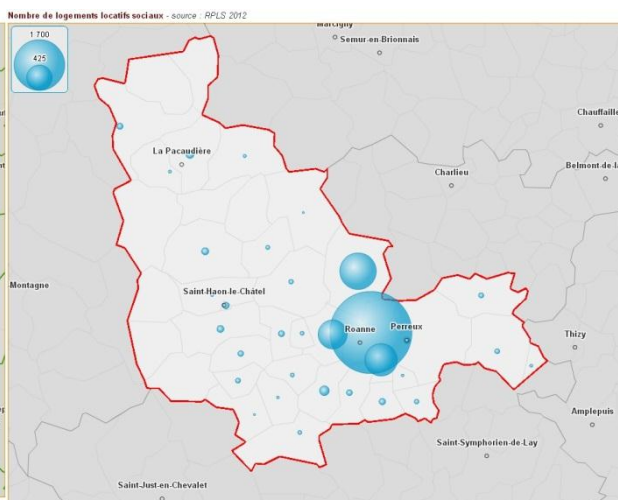 Nombre de logements locatifs sociaux - source : RPLS 2012
1 700
425
Semur-en-Brionnais
Chauffaille
La Pacaudière
Charlieu
Belmont-de-la
Montagne
Saint-Haon-le-Châtel
Roanne
Perreux
Thizy
Amplepuis
Saint-Symphorien-de-Lay
Saint-Just-en-Chevalet